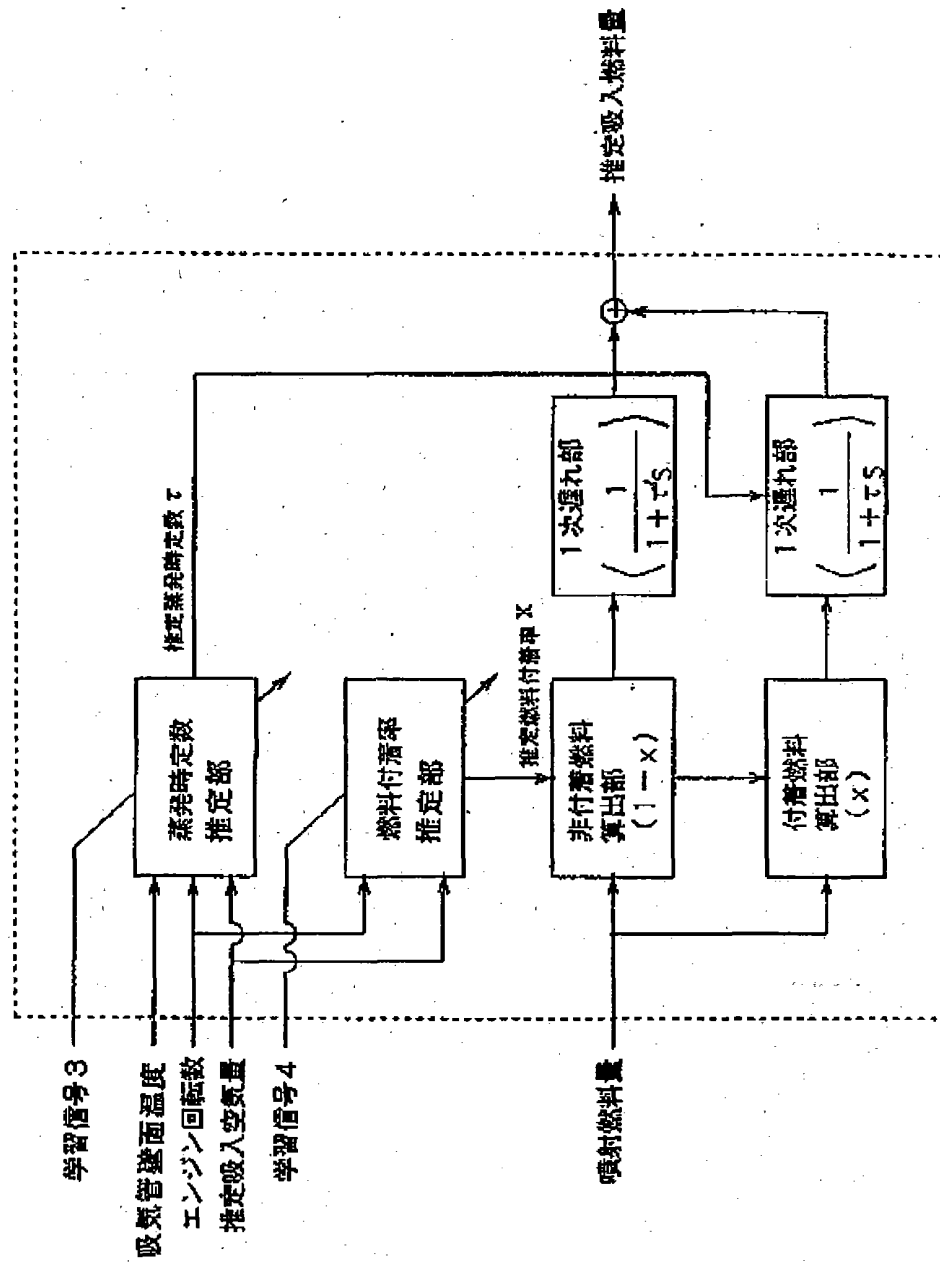 学習信号3
吸気管壁面温度
エンジン回転数
推定吸入空気量
学習信号4
噴射燃料量
蒸発時定数
推定部
推定蒸発時定数 τ
燃料付着率
推定部
推定燃料付着率 X
非付着燃料
算出部
(1-x)
付着燃料
算出部
(x)
1次遅れ部
(1/1+τ'S)
1次遅れ部
(1/1+τS)
+
推定吸入燃料量